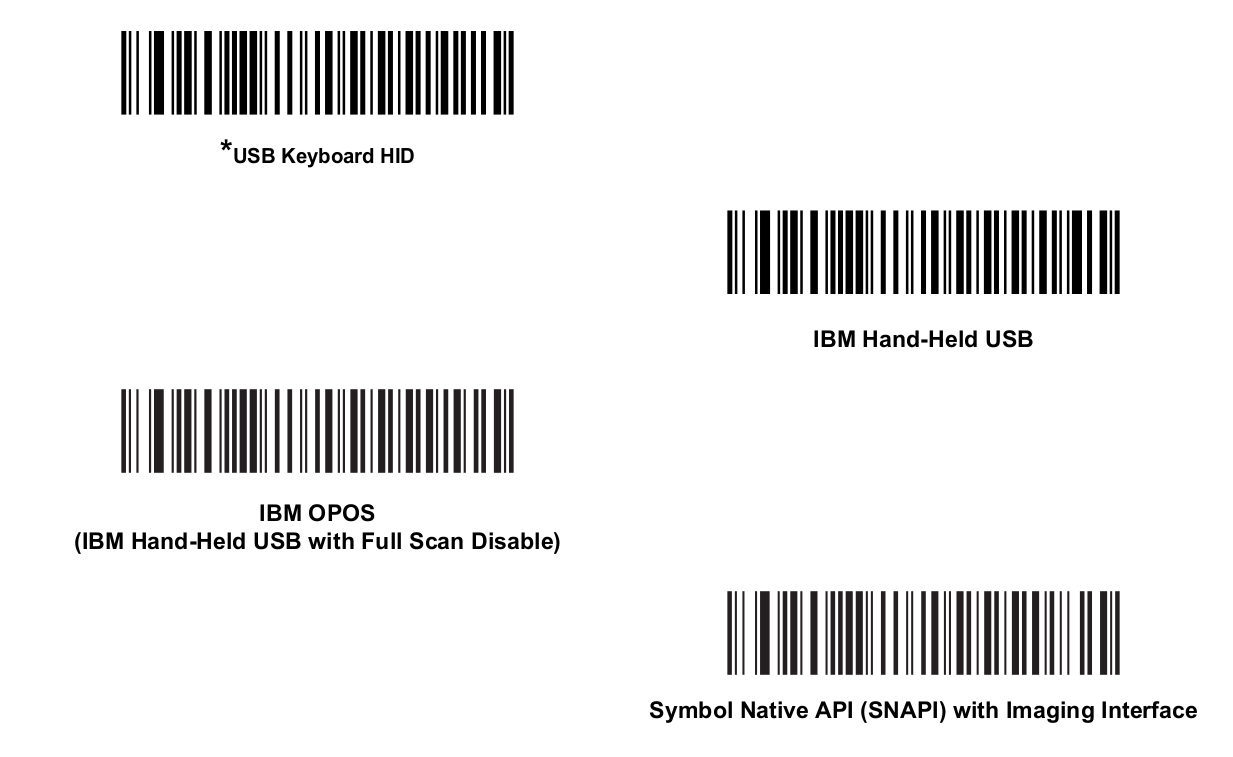 *USB Keyboard HID
IBM Hand-Held USB
IBM OPOS
(IBM Hand-Held USB with Full Scan Disable)
Symbol Native API (SNAPI) with Imaging Interface